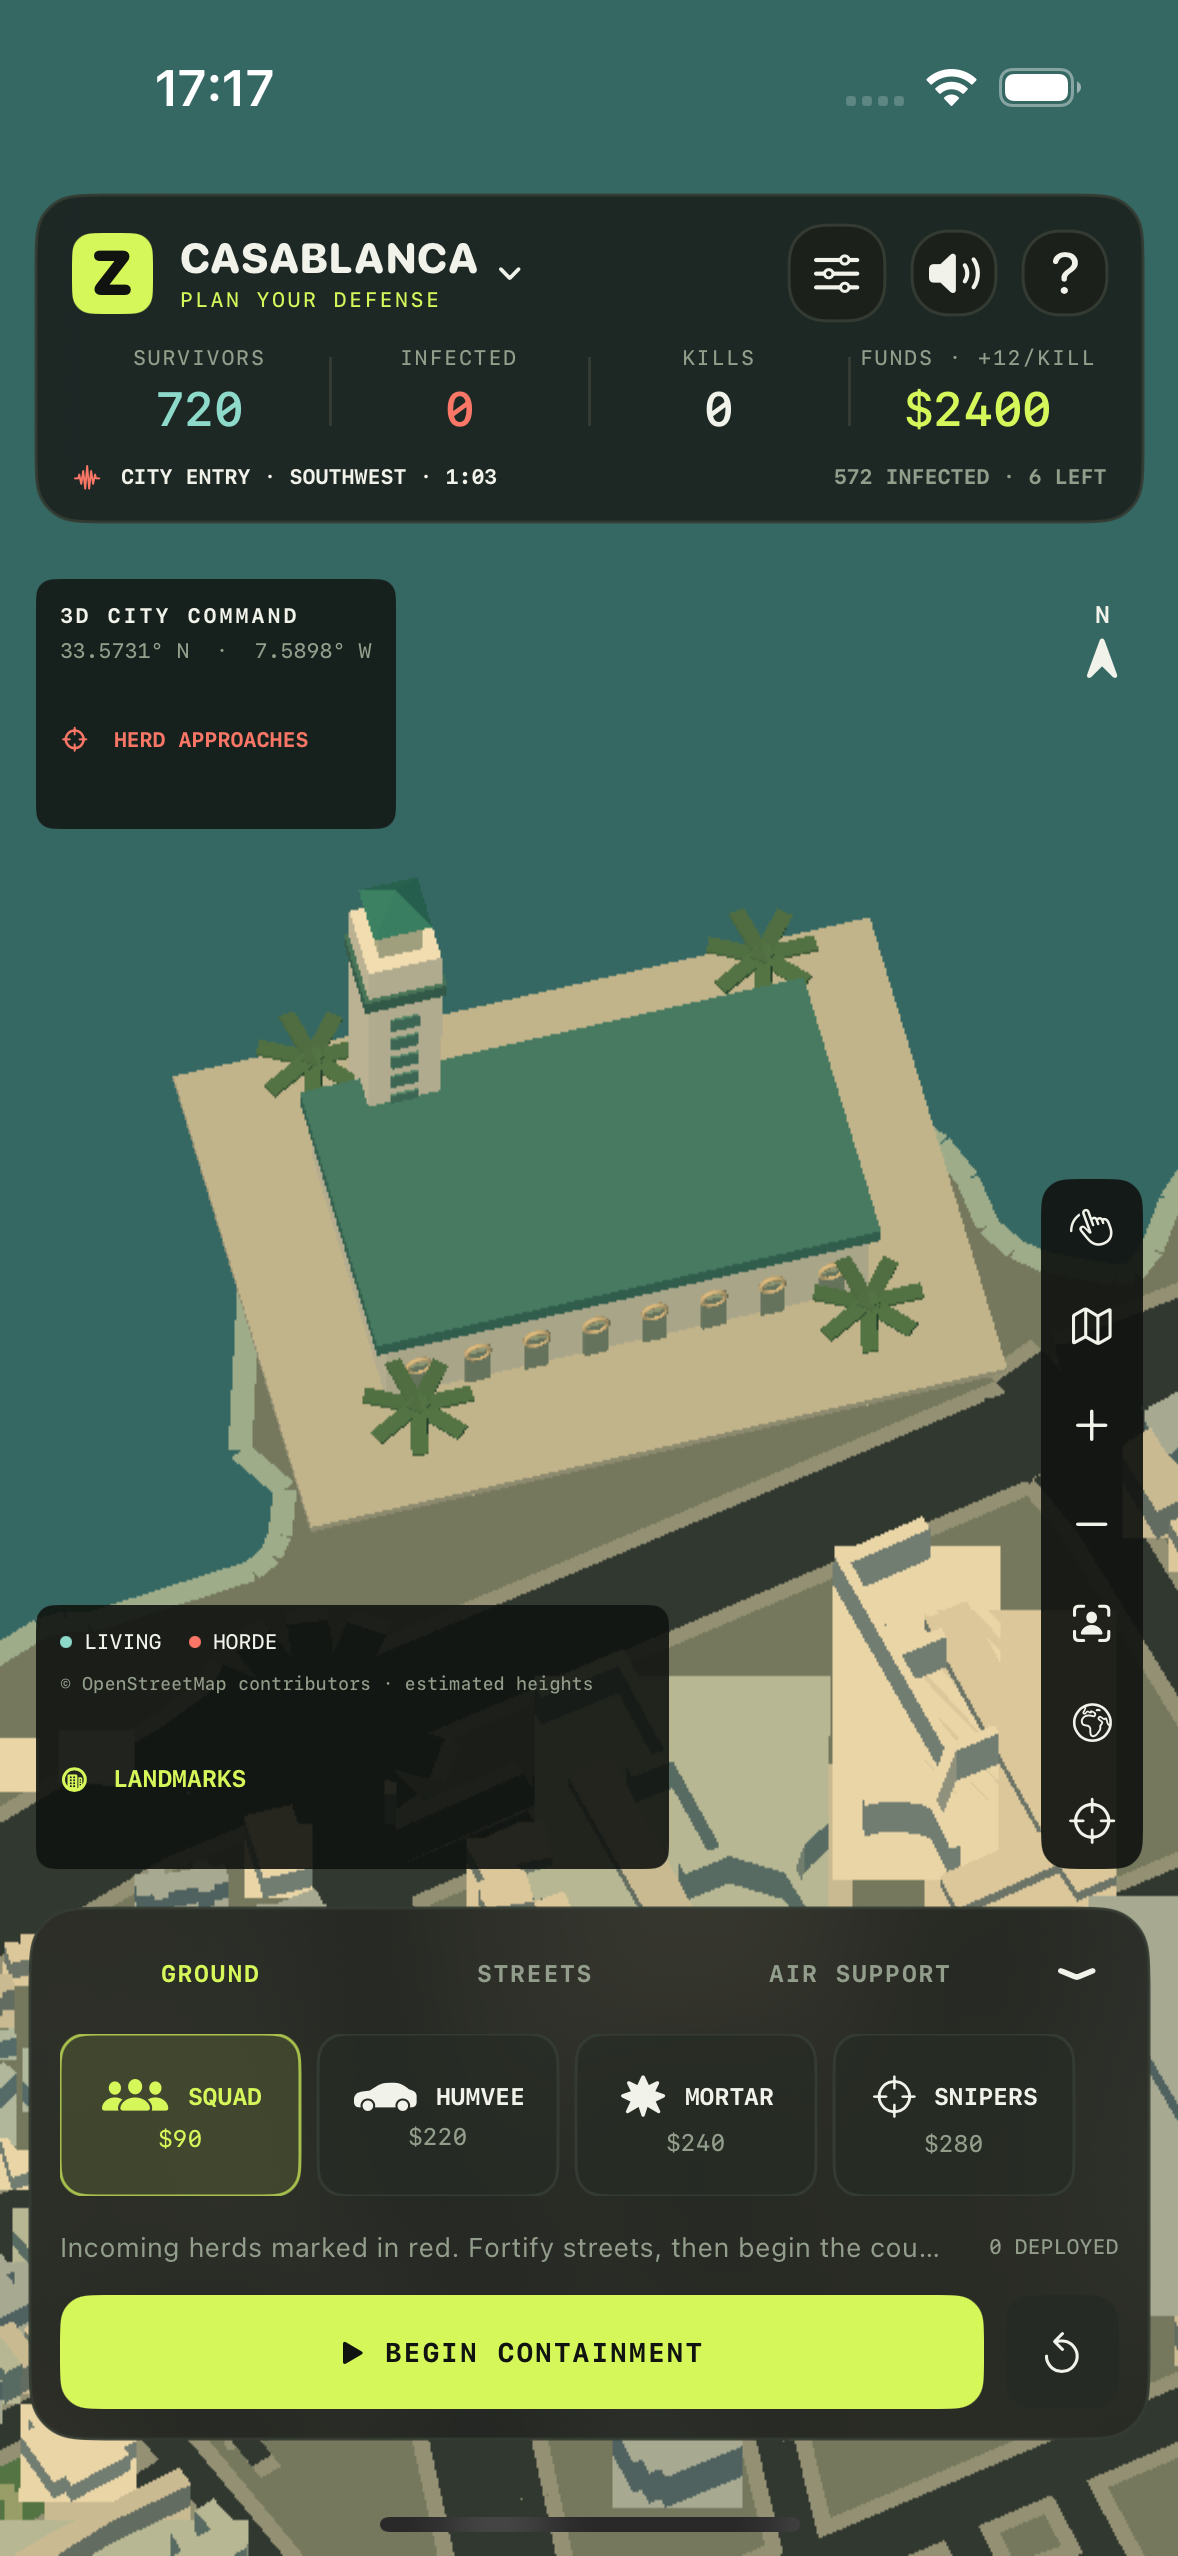 17:17
Z
CASABLANCA
PLAN YOUR DEFENSE
?
SURVIVORS
720
INFECTED
0
KILLS
0
FUNDS · +12/KILL
$2400
CITY ENTRY · SOUTHWEST · 1:03
572 INFECTED · 6 LEFT
3D CITY COMMAND
33.5731° N · 7.5898° W
HERD APPROACHES
N
LIVING HORDE
© OpenStreetMap contributors · estimated heights
LANDMARKS
GROUND
STREETS
AIR SUPPORT
SQUAD
$90
HUMVEE
$220
MORTAR
$240
SNIPERS
$280
Incoming herds marked in red. Fortify streets, then begin the cou...
0 DEPLOYED
BEGIN CONTAINMENT